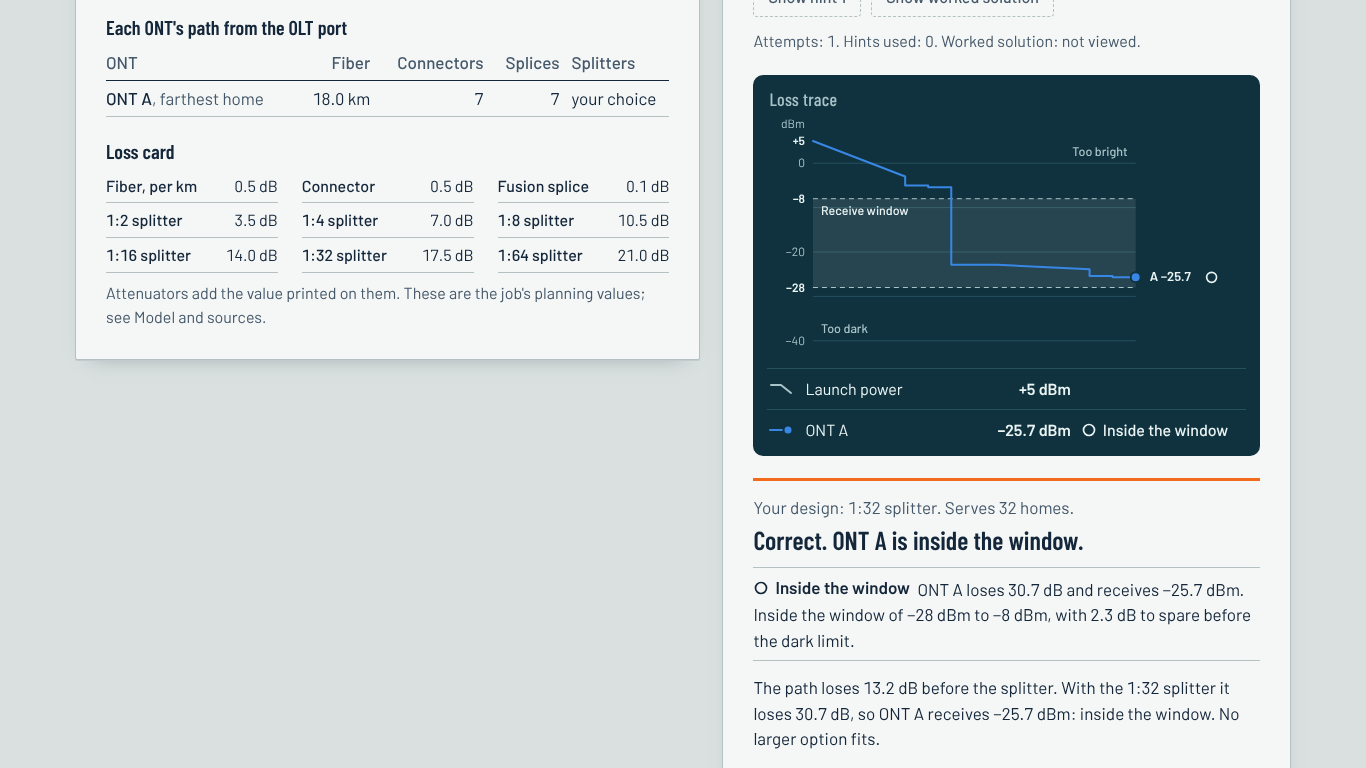 Each ONT's path from the OLT port
ONT Fiber Connectors Splices Splitters
ONT A, farthest home 18.0 km 7 7 your choice
Loss card
Fiber, per km 0.5 dB Connector 0.5 dB Fusion splice 0.1 dB
1:2 splitter 3.5 dB 1:4 splitter 7.0 dB 1:8 splitter 10.5 dB
1:16 splitter 14.0 dB 1:32 splitter 17.5 dB 1:64 splitter 21.0 dB
Attenuators add the value printed on them. These are the job's planning values;
see Model and sources.
Attempts: 1. Hints used: 0. Worked solution: not viewed.
Loss trace
dBm
+5
0
Too bright
−8
Receive window
−20
A −25.7
−28
Too dark
−40
Launch power +5 dBm
ONT A −25.7 dBm Inside the window
Your design: 1:32 splitter. Serves 32 homes.
Correct. ONT A is inside the window.
Inside the window ONT A loses 30.7 dB and receives −25.7 dBm.
Inside the window of −28 dBm to −8 dBm, with 2.3 dB to spare before
the dark limit.
The path loses 13.2 dB before the splitter. With the 1:32 splitter it
loses 30.7 dB, so ONT A receives −25.7 dBm: inside the window. No
larger option fits.